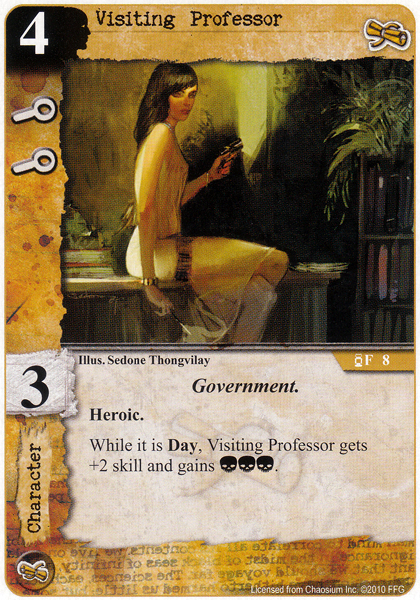 4
Visiting Professor
Illus. Sedone Thongvilay
F 8
3
Government.
Heroic.
While it is Day, Visiting Professor gets
+2 skill and gains
Character
Licensed from Chaosium Inc. ©2010 FFG